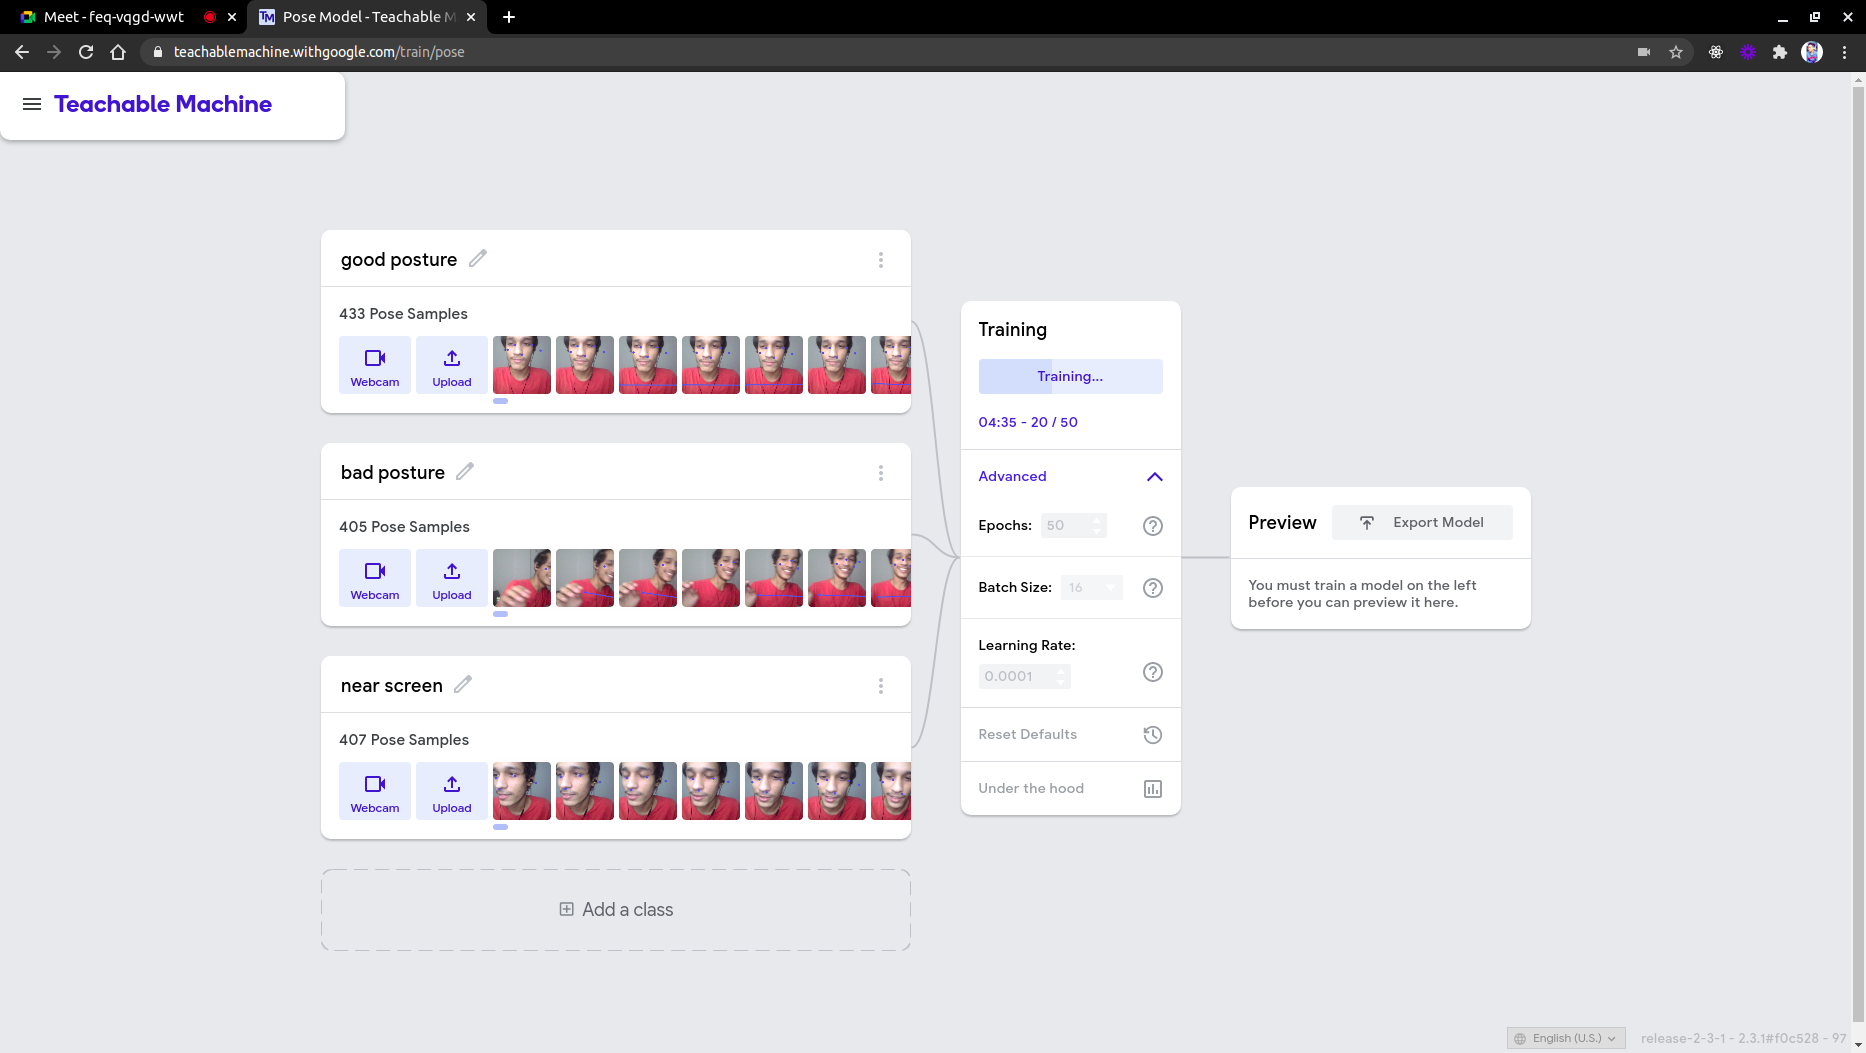 Meet - feq-vqgd-wwt
Pose Model - Teachable M
teachablemachine.withgoogle.com/train/pose
Teachable Machine
good posture
433 Pose Samples
Webcam
Upload
bad posture
405 Pose Samples
Webcam
Upload
near screen
407 Pose Samples
Webcam
Upload
Add a class
Training
Training...
04:35 - 20 / 50
Advanced
Epochs: 50
Batch Size: 16
Learning Rate:
0.0001
Reset Defaults
Under the hood
Preview
Export Model
You must train a model on the left
before you can preview it here.
English (U.S.)
release-2-3-1 - 2.3.1#f0c528 - 97